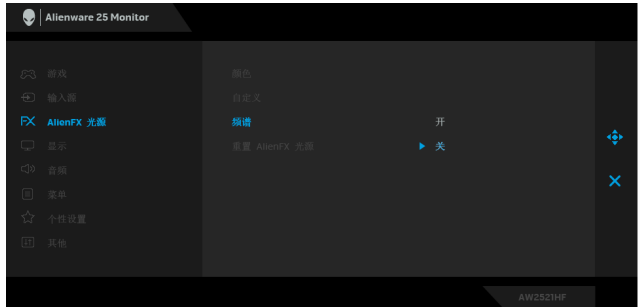 Alienware 25 Monitor
游戏
输入源
AlienFX 光源
显示
音频
菜单
个性设置
其他
颜色
自定义
频谱 开
重置 AlienFX 光源 关
AW2521HF